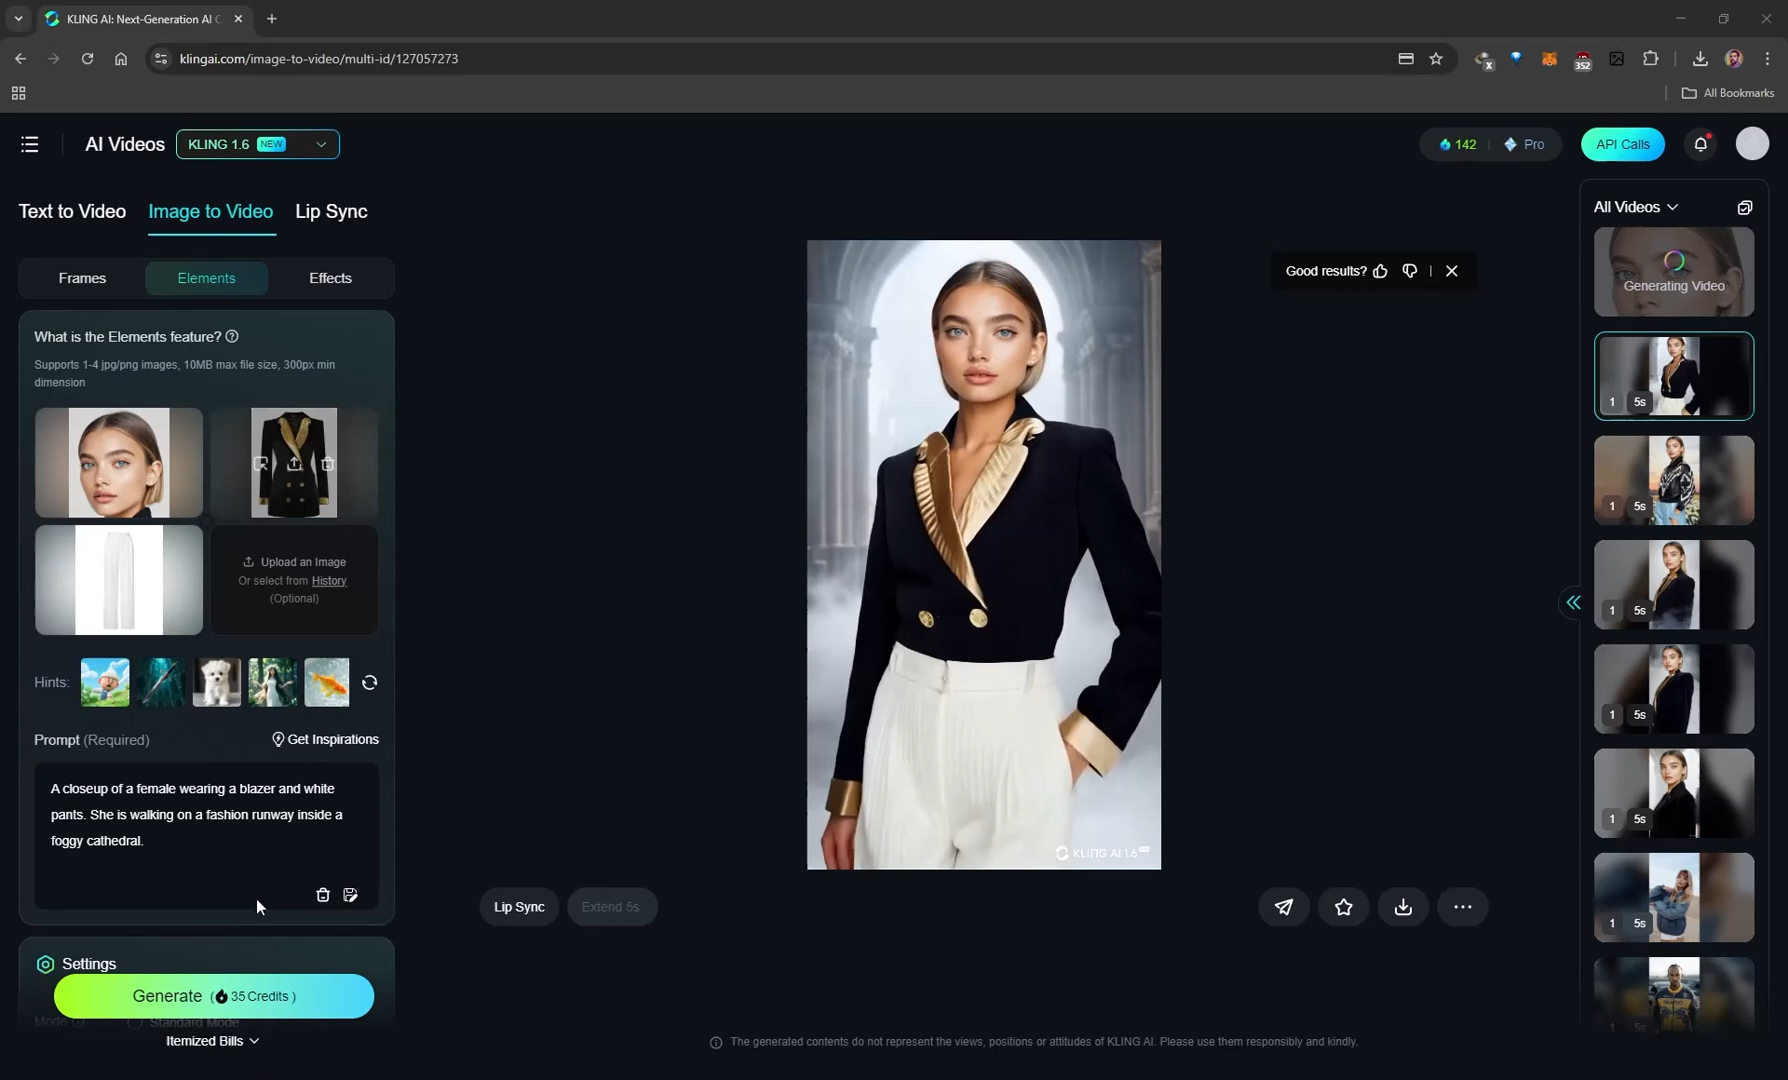 KLING AI: Next-Generation AI C
klingai.com/image-to-video/multi-id/127057273
X
352
All Bookmarks
AI Videos
KLING 1.6 NEW
142
Pro
API Calls
Text to Video
Image to Video
Lip Sync
Frames
Elements
Effects
What is the Elements feature?
Supports 1-4 jpg/png images, 10MB max file size, 300px min
dimension
Upload an Image
Or select from History
(Optional)
Hints:
Prompt (Required)
Get Inspirations
A closeup of a female wearing a blazer and white
pants. She is walking on a fashion runway inside a
foggy cathedral.
Settings
Generate ( 35 Credits )
Mode
Standard Mode
Itemized Bills
Good results?
KLING AI 1.6
Lip Sync
Extend 5s
The generated contents do not represent the views, positions or attitudes of KLING AI. Please use them responsibly and kindly.
All Videos
Generating Video
1 5s
1 5s
1 5s
1 5s
1 5s
1 5s
1 5s